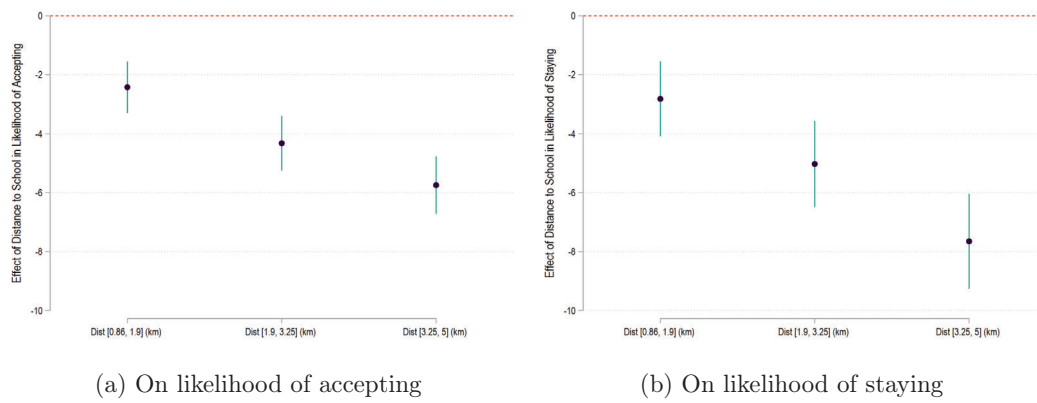 Effect of Distance to School in Likelihood of Accepting
0
-2
-4
-6
-8
-10
Dist [0.86, 1.9] (km)
Dist [1.9, 3.25] (km)
Dist [3.25, 5] (km)
(a) On likelihood of accepting
Effect of Distance to School in Likelihood of Staying
0
-2
-4
-6
-8
-10
Dist [0.86, 1.9] (km)
Dist [1.9, 3.25] (km)
Dist [3.25, 5] (km)
(b) On likelihood of staying